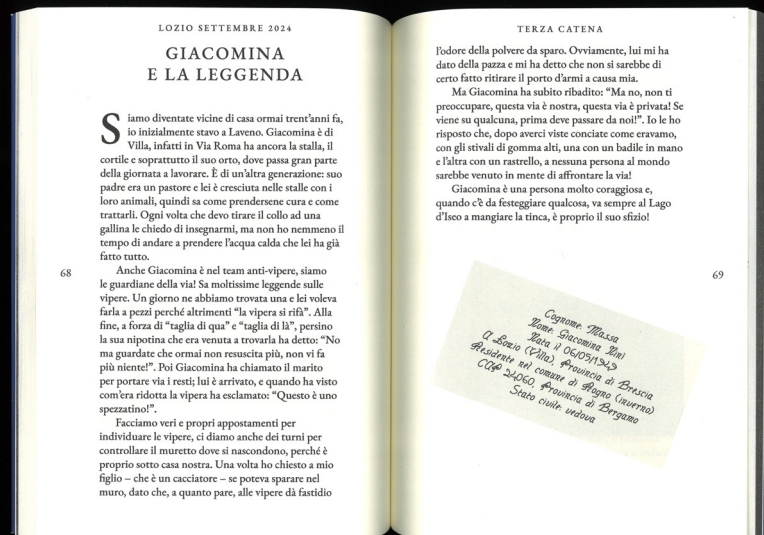 LOZIO SETTEMBRE 2024
GIACOMINA
E LA LEGGENDA
Siamo diventate vicine di casa ormai trent'anni fa,
io inizialmente stavo a Laveno. Giacomina è di
Villa, infatti in Via Roma ha ancora la stalla, il
cortile e soprattutto il suo orto, dove passa gran parte
della giornata a lavorare. È di un'altra generazione: suo
padre era un pastore e lei è cresciuta nelle stalle con i
loro animali, quindi sa come prendersene cura e come
trattarli. Ogni volta che devo tirare il collo ad una
gallina le chiedo di insegnarmi, ma non ho nemmeno il
tempo di andare a prendere l'acqua calda che lei ha già
fatto tutto.
Anche Giacomina è nel team anti-vipere, siamo
le guardiane della via! Sa moltissime leggende sulle
vipere. Un giorno ne abbiamo trovata una e lei voleva
farla a pezzi perché altrimenti “la vipera si rifà”. Alla
fine, a forza di “taglia di qua” e “taglia di là”, persino
la sua nipotina che era venuta a trovarla ha detto: “No
ma guardate che ormai non resuscita più, non vi fa
più niente!”. Poi Giacomina ha chiamato il marito
per portare via i resti; lui è arrivato, e quando ha visto
com'era ridotta la vipera ha esclamato: “Questo è uno
spezzatino!”.
Facciamo veri e propri appostamenti per
individuare le vipere, ci diamo anche dei turni per
controllare il muretto dove si nascondono, perché è
proprio sotto casa nostra. Una volta ho chiesto a mio
figlio – che è un cacciatore – se poteva sparare nel
muro, dato che, a quanto pare, alle vipere dà fastidio
68
TERZA CATENA
l'odore della polvere da sparo. Ovviamente, lui mi ha
dato della pazza e mi ha detto che non si sarebbe di
certo fatto ritirare il porto d'armi a causa mia.
Ma Giacomina ha subito ribadito: “Ma no, non ti
preoccupare, questa via è nostra, questa via è privata! Se
viene su qualcuna, prima deve passare da noi!”. Io le ho
risposto che, dopo averci viste conciate come eravamo,
con gli stivali di gomma alti, una con un badile in mano
e l'altra con un rastrello, a nessuna persona al mondo
sarebbe venuto in mente di affrontare la via!
Giacomina è una persona molto coraggiosa e,
quando c'è da festeggiare qualcosa, va sempre al Lago
d'Iseo a mangiare la tinca, è proprio il suo sfizio!
69
Cognome: Massa
Nome: Giacomina Nini
Nata il 06/05/1949
A Lozio (Villa), Provincia di Brescia
Residente nel comune di Rogno (inverno)
CAP 24060, Provincia di Bergamo
Stato civile: vedova